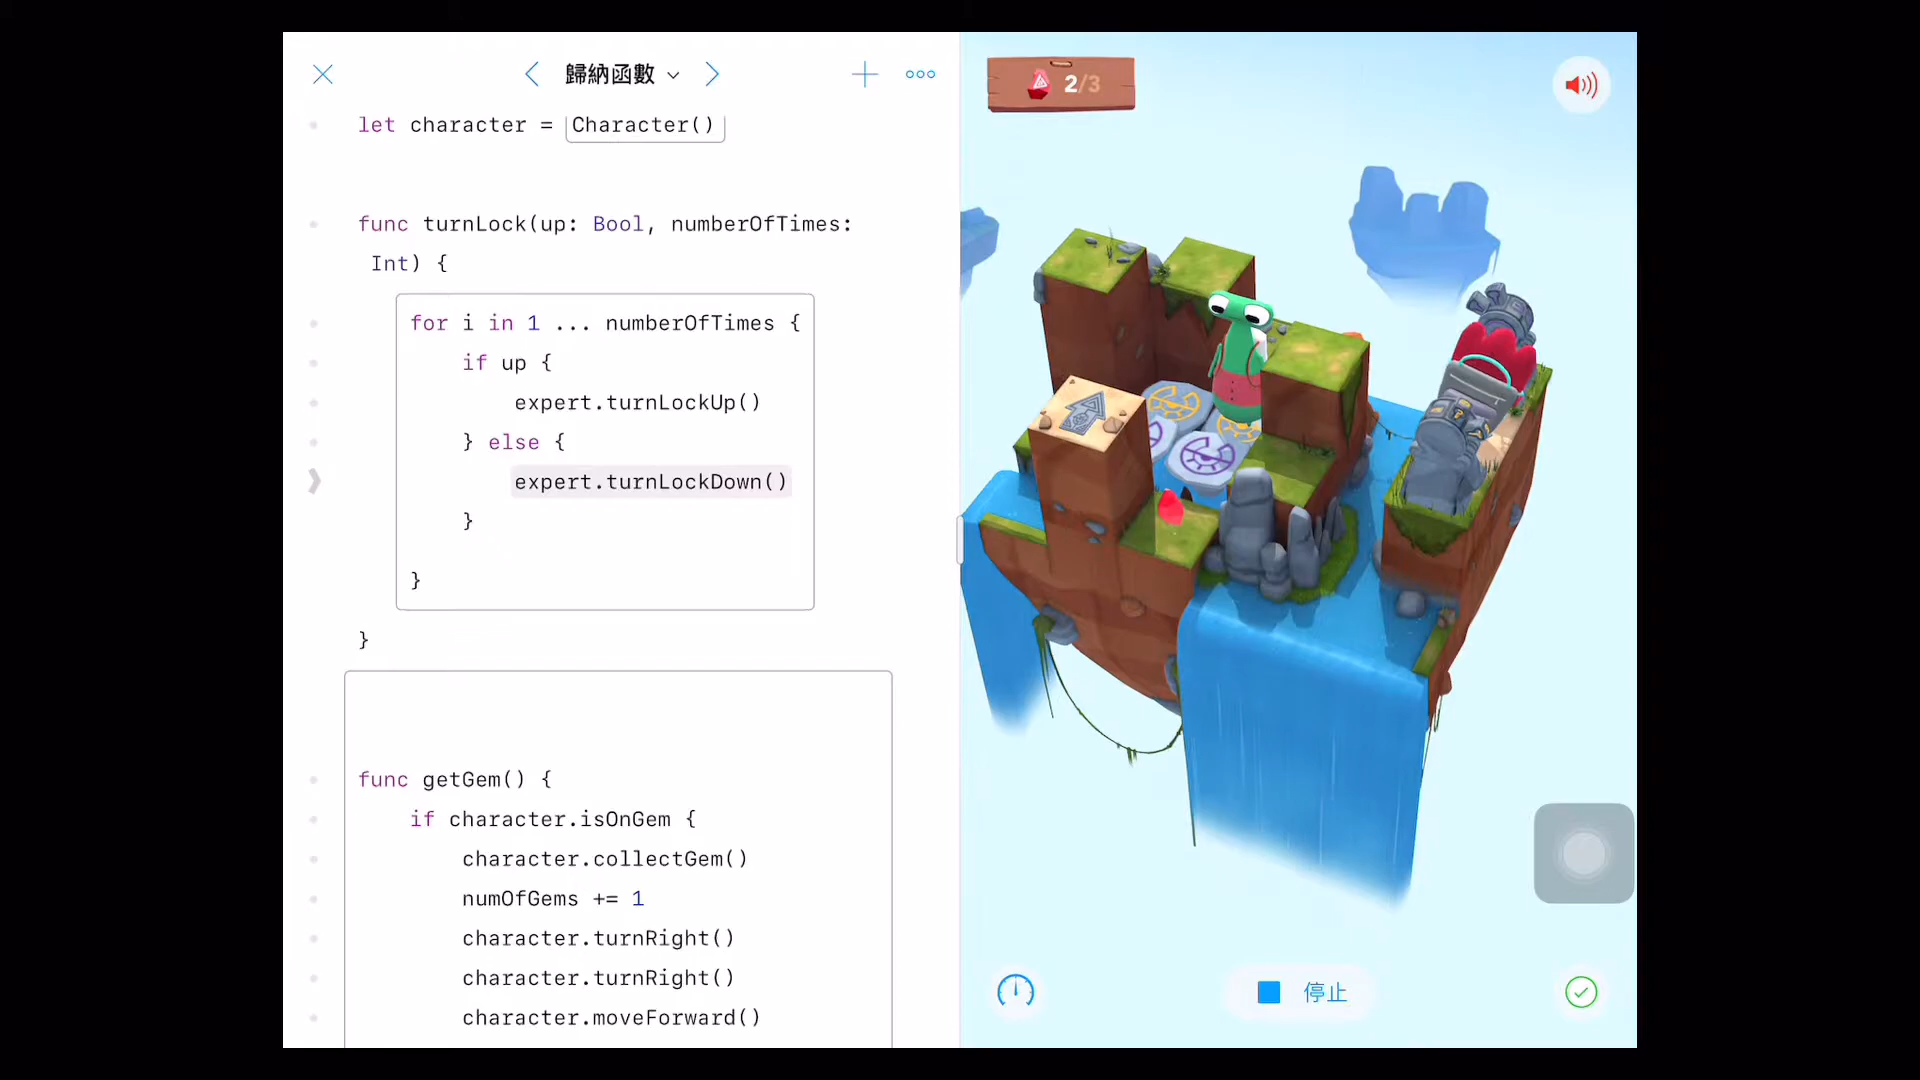 歸納函數
2/3
let character = Character()
func turnLock(up: Bool, numberOfTimes:
Int) {
for i in 1 ... numberOfTimes {
if up {
expert.turnLockUp()
} else {
expert.turnLockDown()
}
}
}
func getGem() {
if character.isOnGem {
character.collectGem()
numOfGems += 1
character.turnRight()
character.turnRight()
character.moveForward()
停止